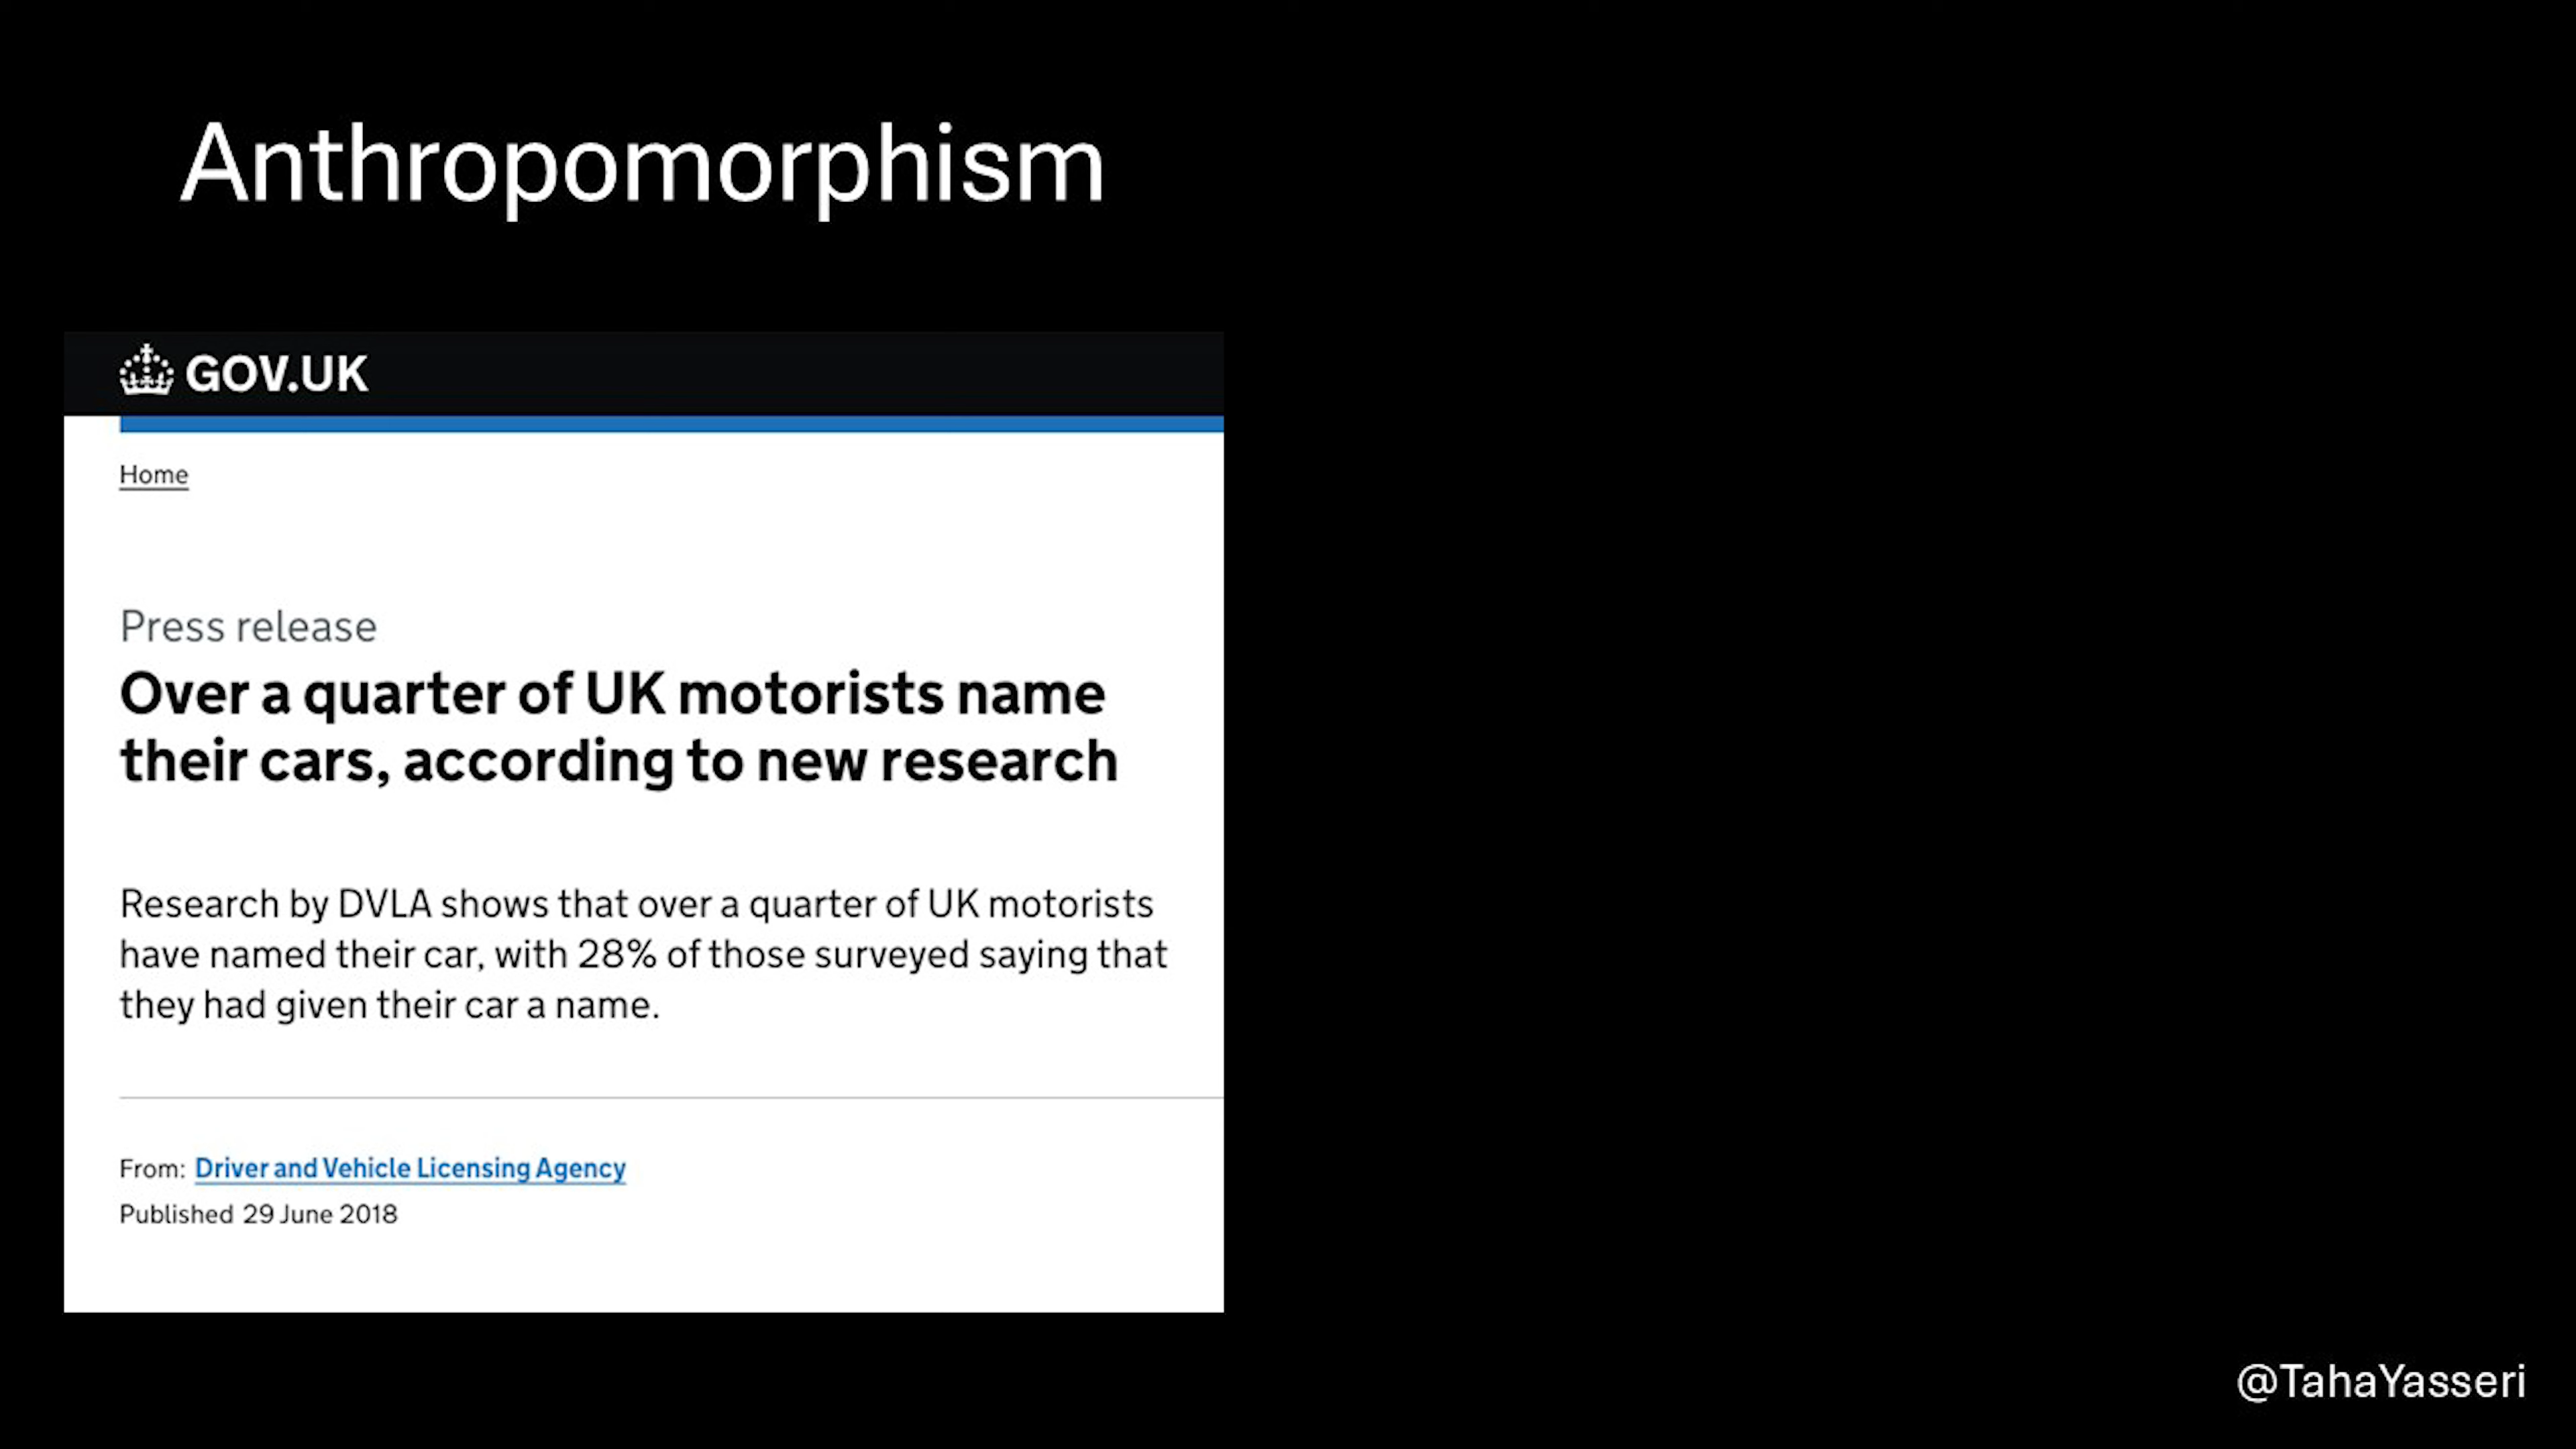 Anthropomorphism
GOV.UK
Home
Press release
Over a quarter of UK motorists name
their cars, according to new research
Research by DVLA shows that over a quarter of UK motorists
have named their car, with 28% of those surveyed saying that
they had given their car a name.
From: Driver and Vehicle Licensing Agency
Published 29 June 2018
@TahaYasseri